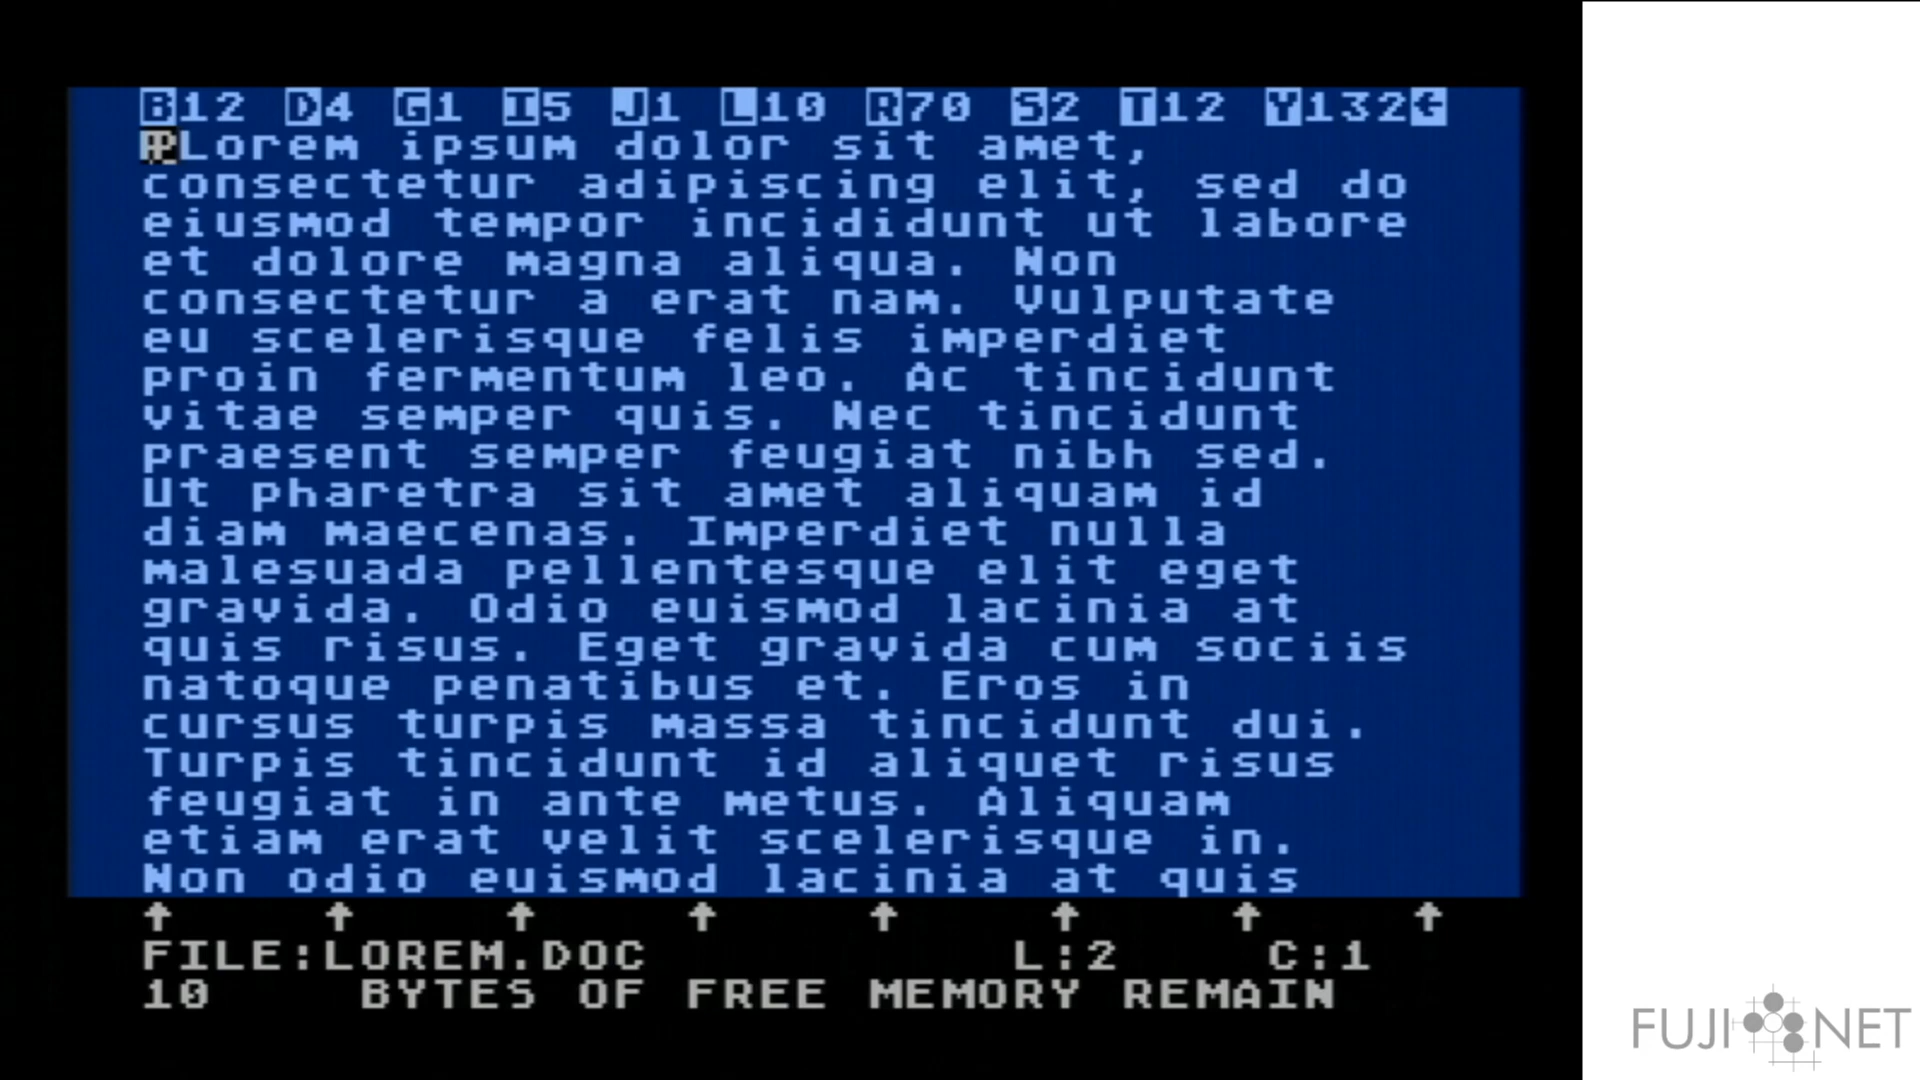 B12 D4 G1 I5 J1 L10 R70 S2 T12 Y132←
Lorem ipsum dolor sit amet,
consectetur adipiscing elit, sed do
eiusmod tempor incididunt ut labore
et dolore magna aliqua. Non
consectetur a erat nam. Vulputate
eu scelerisque felis imperdiet
proin fermentum leo. Ac tincidunt
vitae semper quis. Nec tincidunt
praesent semper feugiat nibh sed.
Ut pharetra sit amet aliquam id
diam maecenas. Imperdiet nulla
malesuada pellentesque elit eget
gravida. Odio euismod lacinia at
quis risus. Eget gravida cum sociis
natoque penatibus et. Eros in
cursus turpis massa tincidunt dui.
Turpis tincidunt id aliquet risus
feugiat in ante metus. Aliquam
etiam erat velit scelerisque in.
Non odio euismod lacinia at quis
FILE:LOREM.DOC L:2 C:1
10 BYTES OF FREE MEMORY REMAIN
FUJI NET